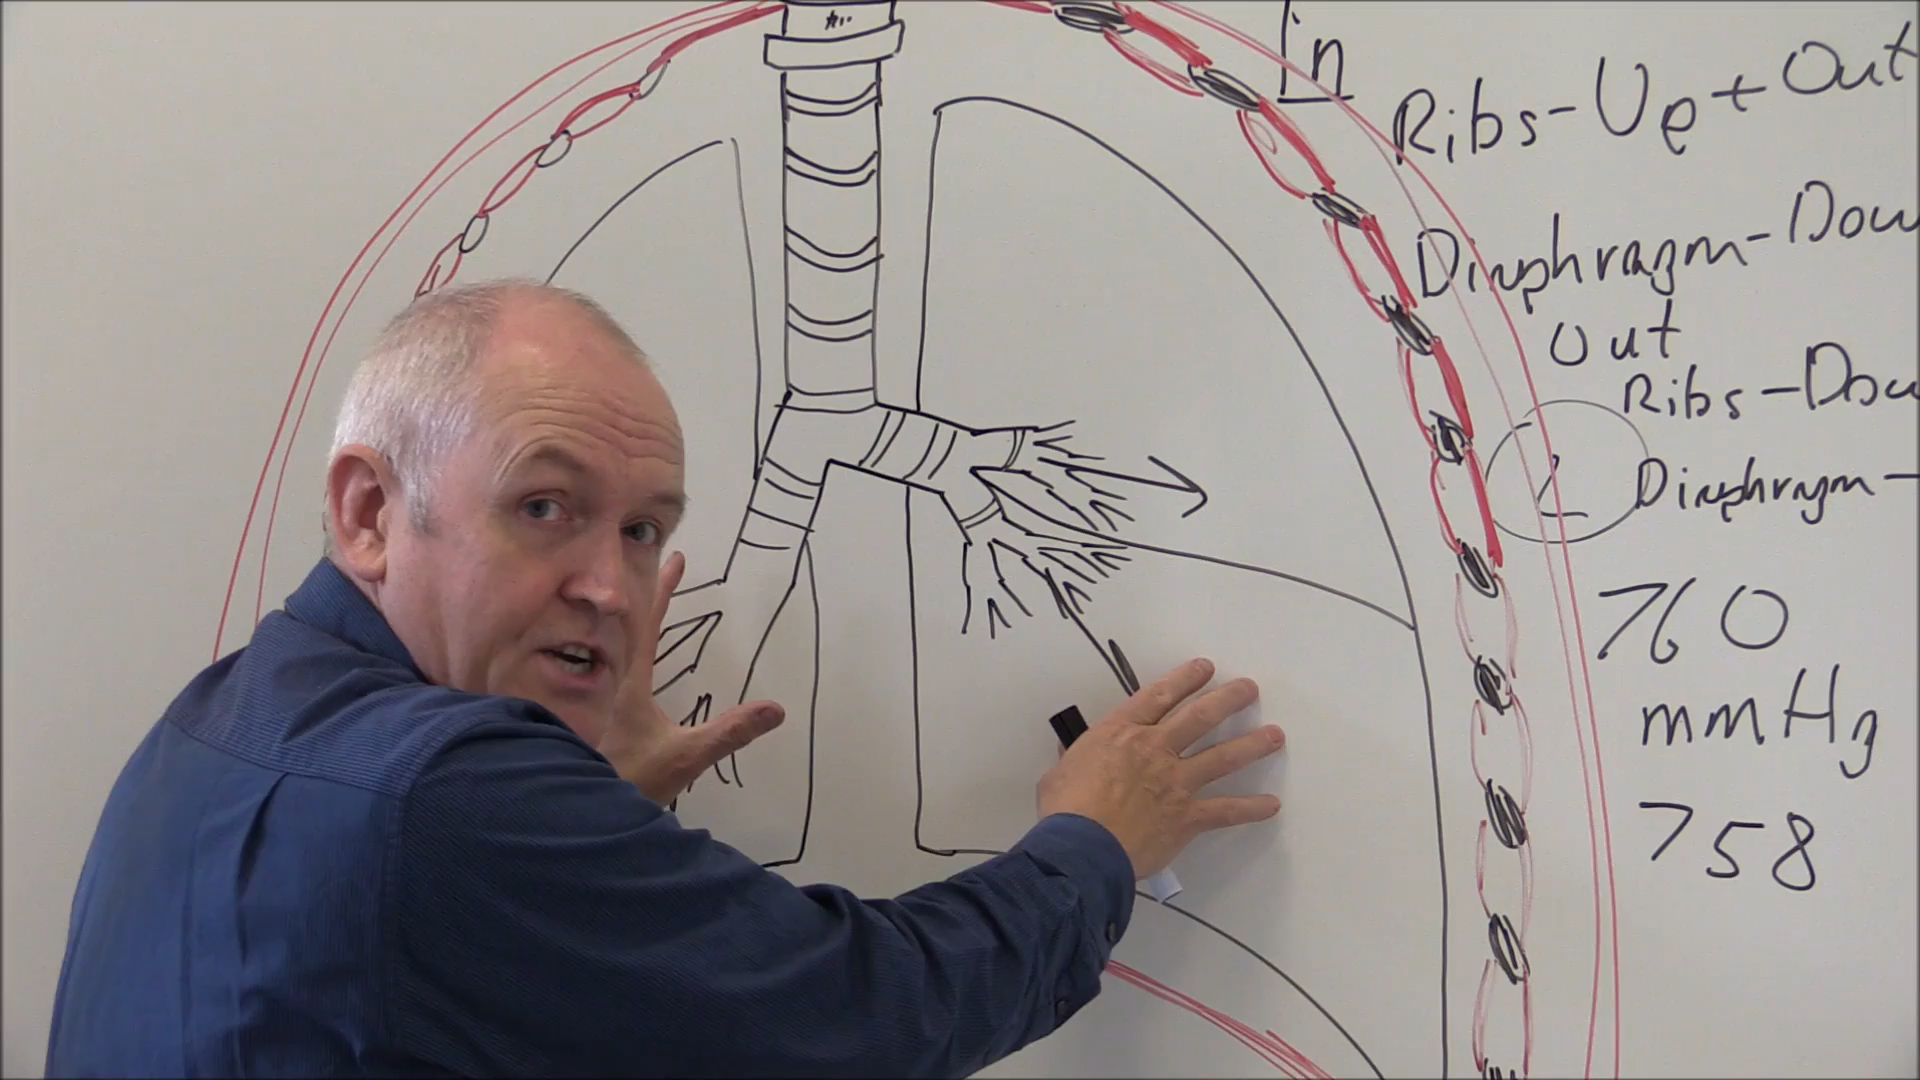 In
Ribs - Up + Out
Diaphragm - Dow
Out
Ribs - Dow
Diaphragm -
760
mmHg
758